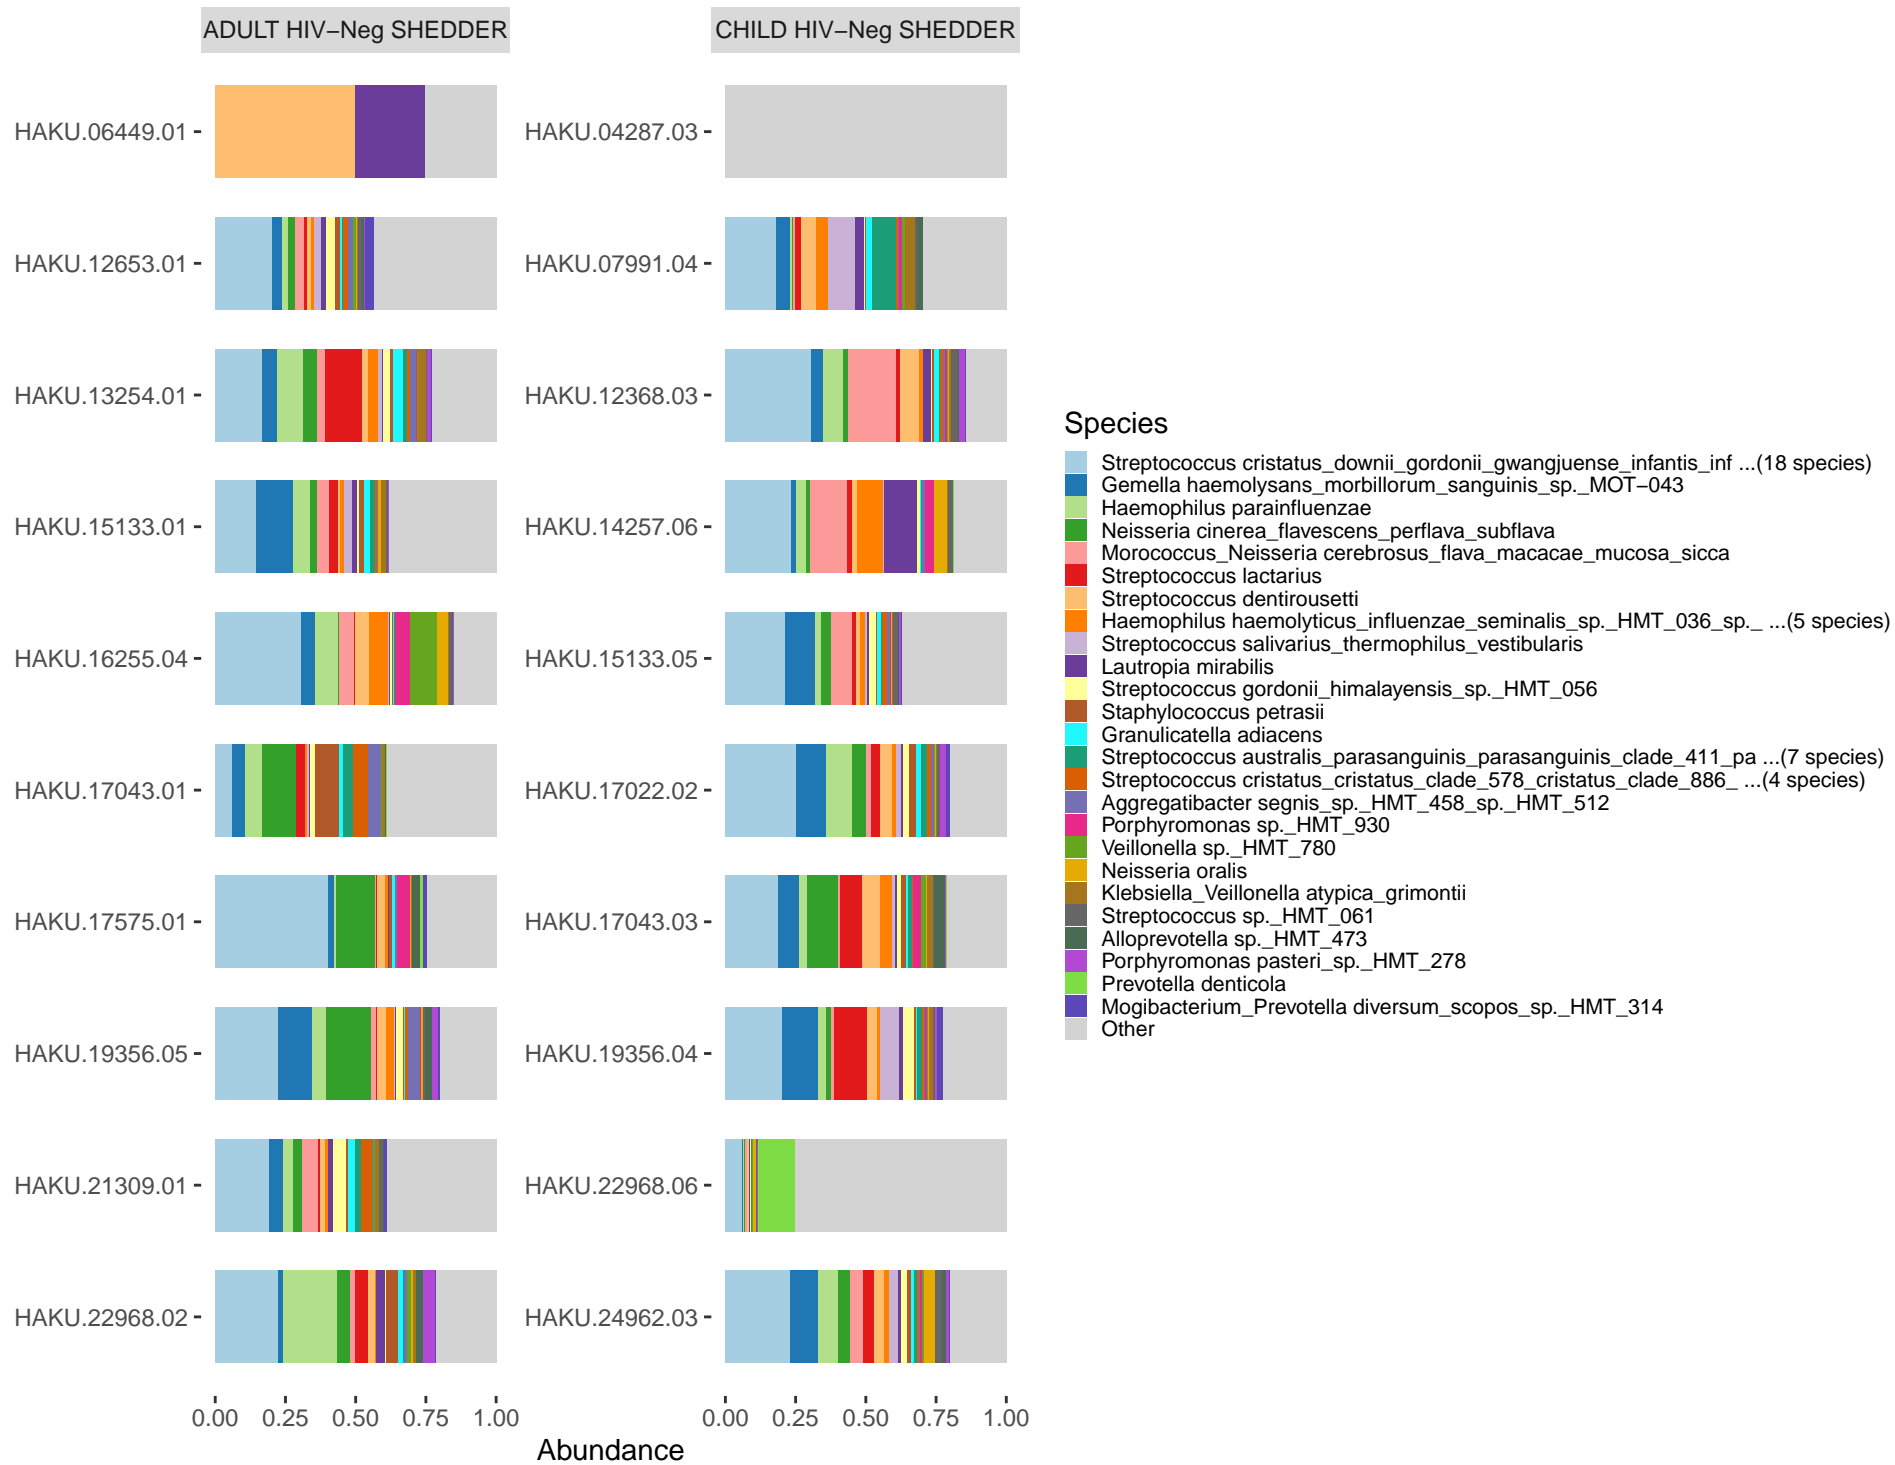 ADULT HIV−Neg SHEDDER
CHILD HIV−Neg SHEDDER
HAKU.06449.01
HAKU.12653.01
HAKU.13254.01
HAKU.15133.01
HAKU.16255.04
HAKU.17043.01
HAKU.17575.01
HAKU.19356.05
HAKU.21309.01
HAKU.22968.02
HAKU.04287.03
HAKU.07991.04
HAKU.12368.03
HAKU.14257.06
HAKU.15133.05
HAKU.17022.02
HAKU.17043.03
HAKU.19356.04
HAKU.22968.06
HAKU.24962.03
0.00 0.25 0.50 0.75 1.00
0.00 0.25 0.50 0.75 1.00
Abundance
Species
Streptococcus cristatus_downii_gordonii_gwangjuense_infantis_inf ...(18 species)
Gemella haemolysans_morbillorum_sanguinis_sp._MOT−043
Haemophilus parainfluenzae
Neisseria cinerea_flavescens_perflava_subflava
Morococcus_Neisseria cerebrosus_flava_macacae_mucosa_sicca
Streptococcus lactarius
Streptococcus dentirousetti
Haemophilus haemolyticus_influenzae_seminalis_sp._HMT_036_sp._ ...(5 species)
Streptococcus salivarius_thermophilus_vestibularis
Lautropia mirabilis
Streptococcus gordonii_himalayensis_sp._HMT_056
Staphylococcus petrasii
Granulicatella adiacens
Streptococcus australis_parasanguinis_parasanguinis_clade_411_pa ...(7 species)
Streptococcus cristatus_cristatus_clade_578_cristatus_clade_886_ ...(4 species)
Aggregatibacter segnis_sp._HMT_458_sp._HMT_512
Porphyromonas sp._HMT_930
Veillonella sp._HMT_780
Neisseria oralis
Klebsiella_Veillonella atypica_grimontii
Streptococcus sp._HMT_061
Alloprevotella sp._HMT_473
Porphyromonas pasteri_sp._HMT_278
Prevotella denticola
Mogibacterium_Prevotella diversum_scopos_sp._HMT_314
Other